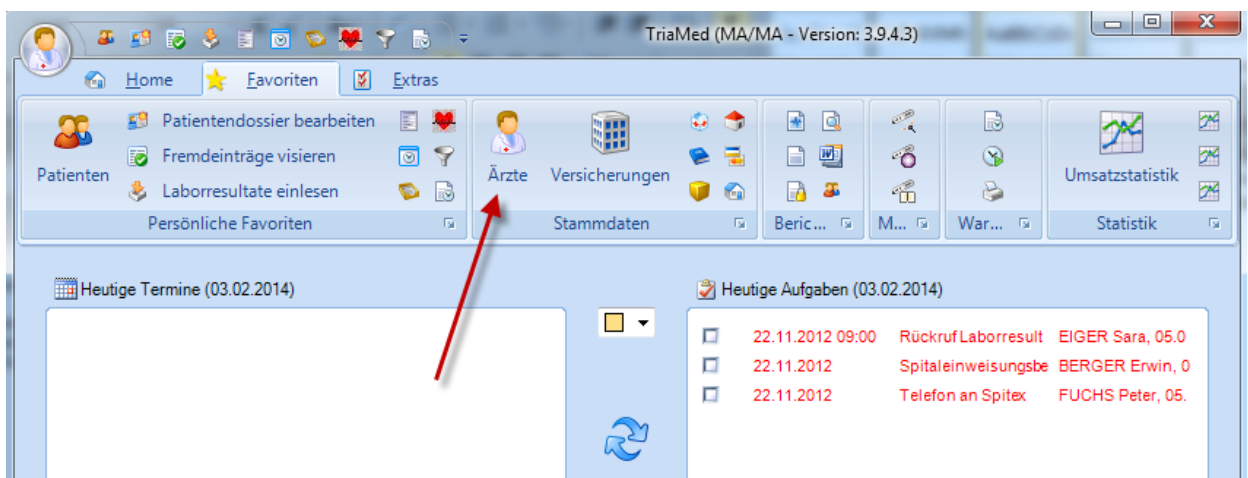 TriaMed (MA/MA - Version: 3.9.4.3)
Home Favoriten Extras
Patienten
Patientendossier bearbeiten
Fremdeinträge visieren
Laborresultate einlesen
Persönliche Favoriten
Ärzte
Versicherungen
Stammdaten
Beric...
M...
War...
Umsatzstatistik
Statistik
Heutige Termine (03.02.2014)
Heutige Aufgaben (03.02.2014)
22.11.2012 09:00 Rückruf Laborresult EIGER Sara, 05.0
22.11.2012 Spitaleinweisungsbe BERGER Erwin, 0
22.11.2012 Telefon an Spitex FUCHS Peter, 05.